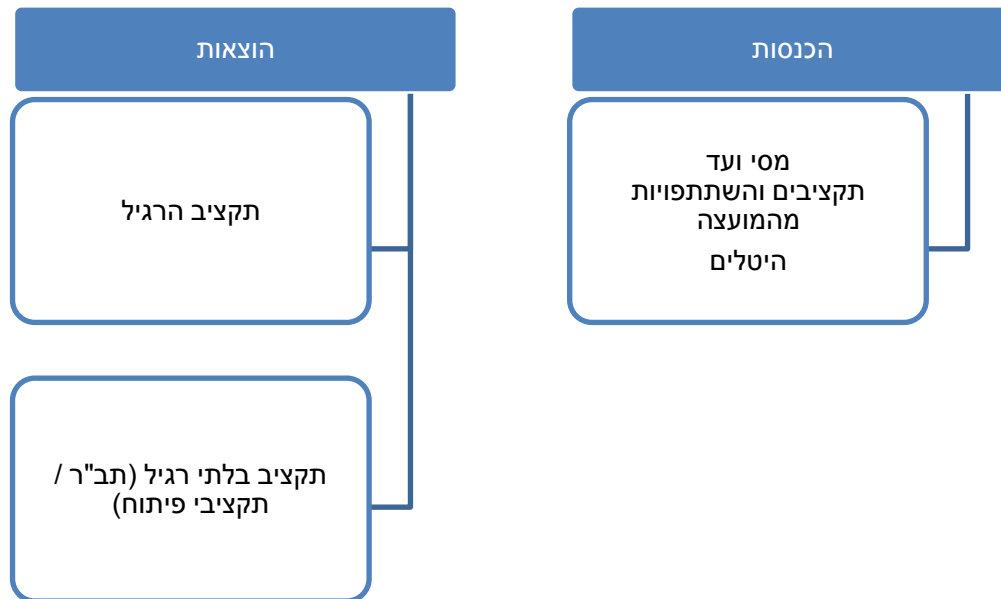 הכנסות
מסי ועד
תקציבים והשתתפויות
מהמועצה
היטלים
הוצאות
תקציב הרגיל
תקציב בלתי רגיל (תב"ר /
תקציבי פיתוח)